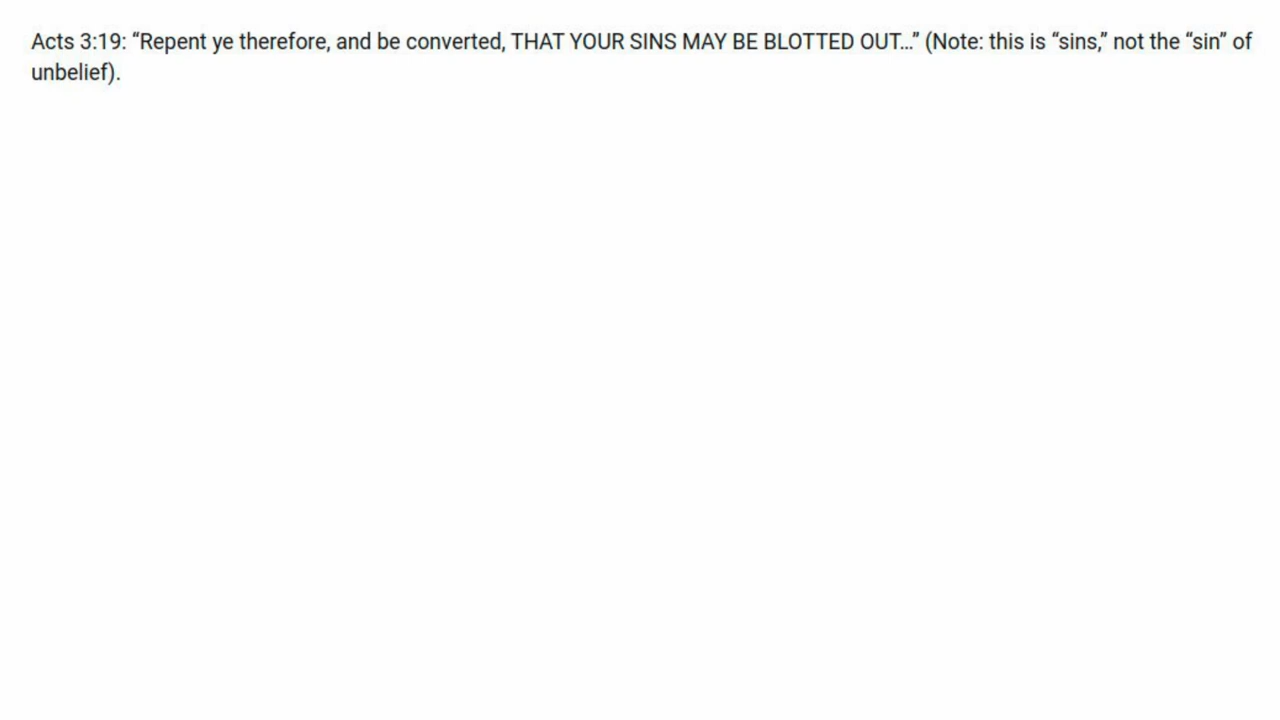 Acts 3:19: “Repent ye therefore, and be converted, THAT YOUR SINS MAY BE BLOTTED OUT…” (Note: this is “sins,” not the “sin” of
unbelief).